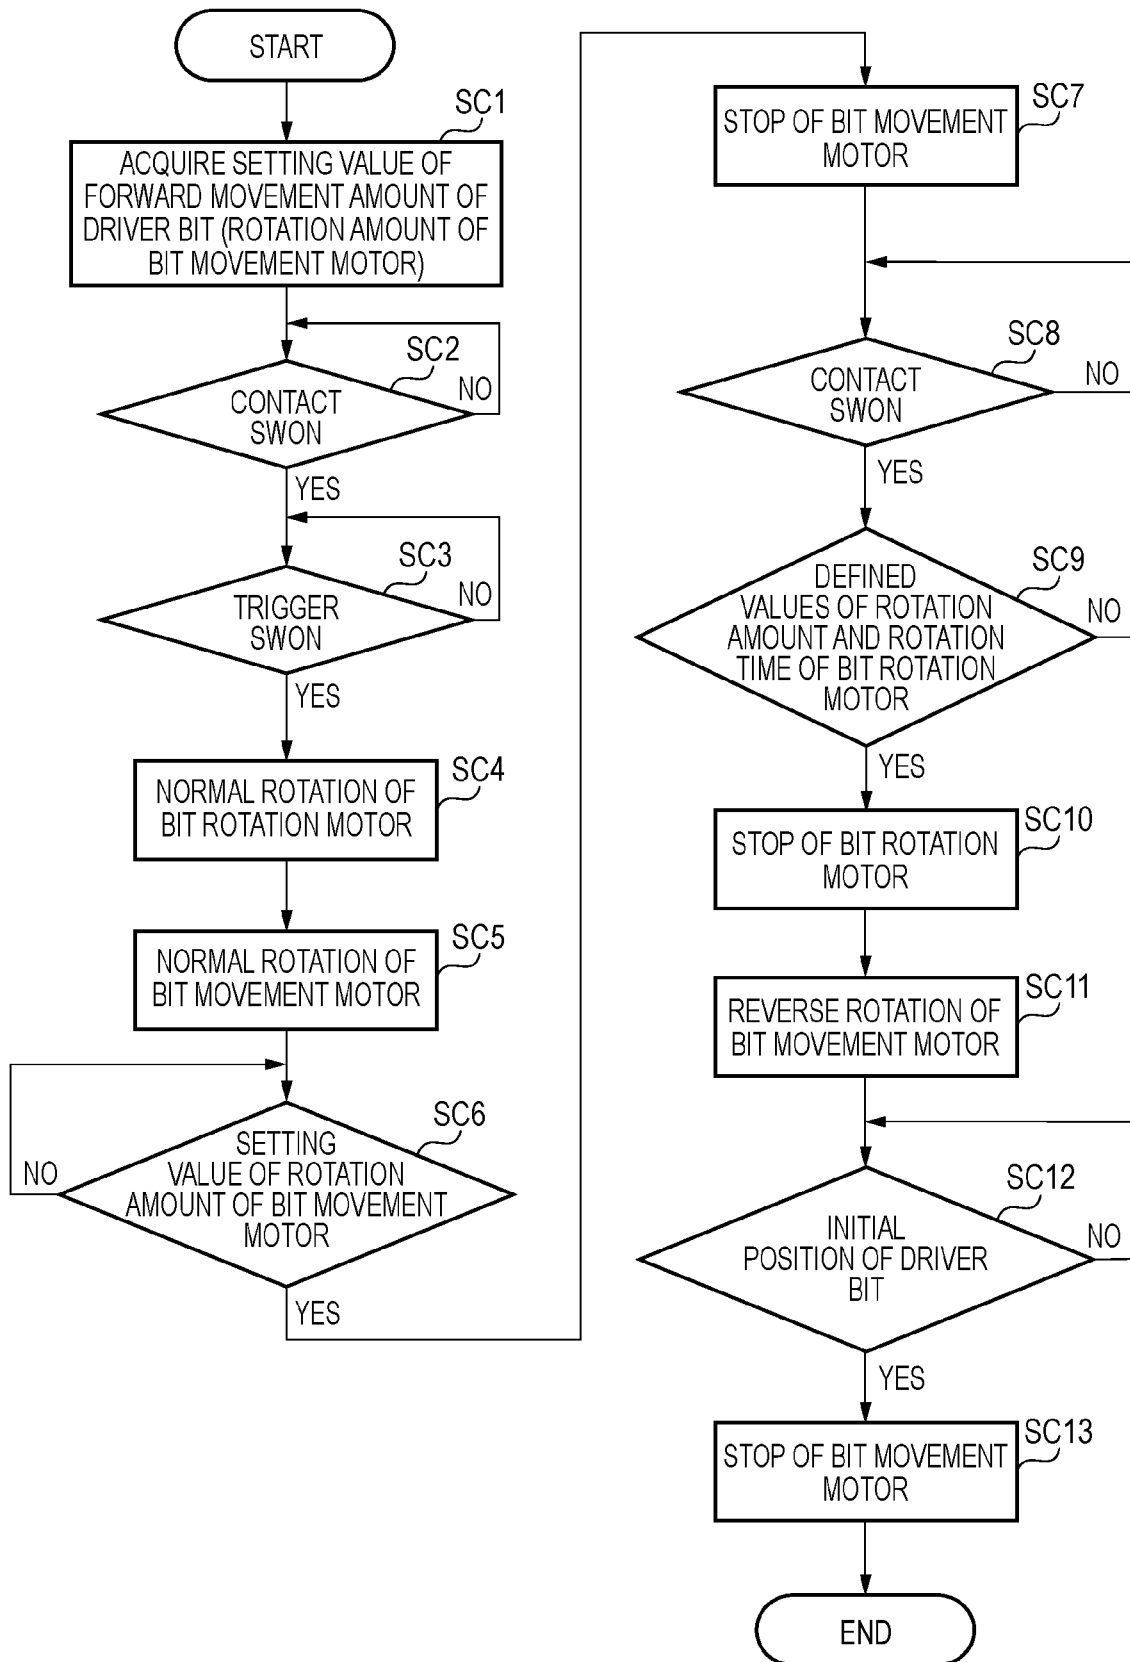 START
SC1
ACQUIRE SETTING VALUE OF
FORWARD MOVEMENT AMOUNT OF
DRIVER BIT (ROTATION AMOUNT OF
BIT MOVEMENT MOTOR)
SC2
CONTACT
SWON
NO
YES
SC3
TRIGGER
SWON
NO
YES
SC4
NORMAL ROTATION OF
BIT ROTATION MOTOR
SC5
NORMAL ROTATION OF
BIT MOVEMENT MOTOR
SC6
SETTING
VALUE OF ROTATION
AMOUNT OF BIT MOVEMENT
MOTOR
NO
YES
SC7
STOP OF BIT MOVEMENT
MOTOR
SC8
CONTACT
SWON
NO
YES
SC9
DEFINED
VALUES OF ROTATION
AMOUNT AND ROTATION
TIME OF BIT ROTATION
MOTOR
NO
YES
SC10
STOP OF BIT ROTATION
MOTOR
SC11
REVERSE ROTATION OF
BIT MOVEMENT MOTOR
SC12
INITIAL
POSITION OF DRIVER
BIT
NO
YES
SC13
STOP OF BIT MOVEMENT
MOTOR
END